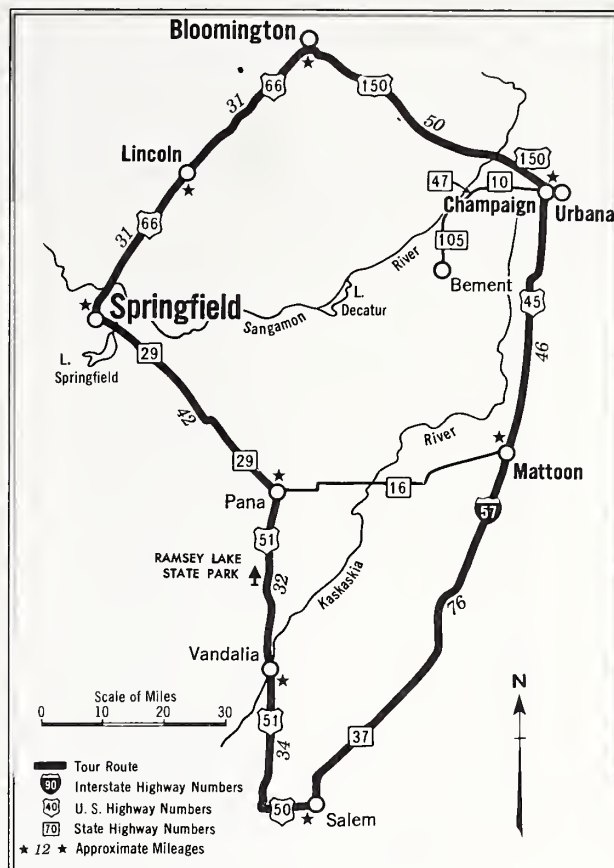 Bloomington
31
66
150
50
Lincoln
150
47
10
Champaign
Urbana
66
31
105
River
Bement
L.
Decatur
45
Springfield
Sangamon
46
L.
Springfield
29
42
River
29
Mattoon
Pana
16
57
51
RAMSEY LAKE
STATE PARK
32
Kaskaskia
76
Vandalia
N
Scale of Miles
0 10 20 30
51
34
37
Tour Route
90 Interstate Highway Numbers
40 U. S. Highway Numbers
70 State Highway Numbers
★ 12 ★ Approximate Mileages
50
Salem